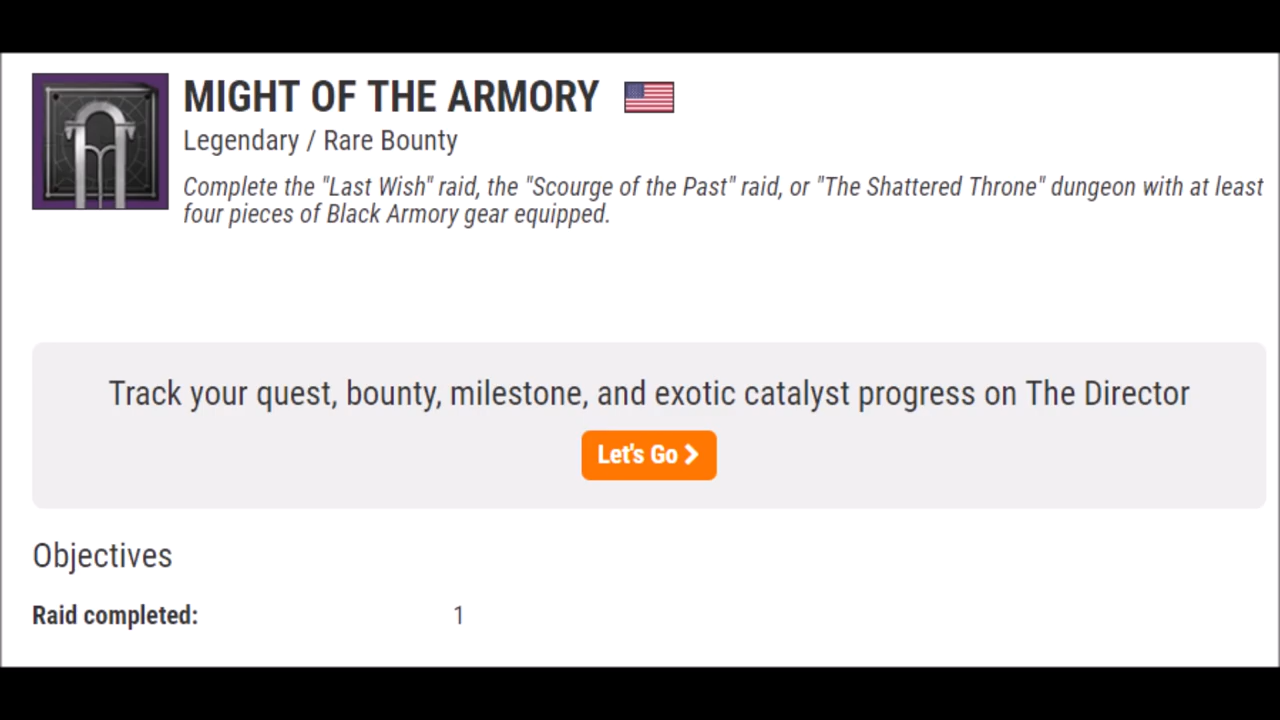 MIGHT OF THE ARMORY
Legendary / Rare Bounty
Complete the "Last Wish" raid, the "Scourge of the Past" raid, or "The Shattered Throne" dungeon with at least
four pieces of Black Armory gear equipped.
Track your quest, bounty, milestone, and exotic catalyst progress on The Director
Let's Go
Objectives
Raid completed: 1